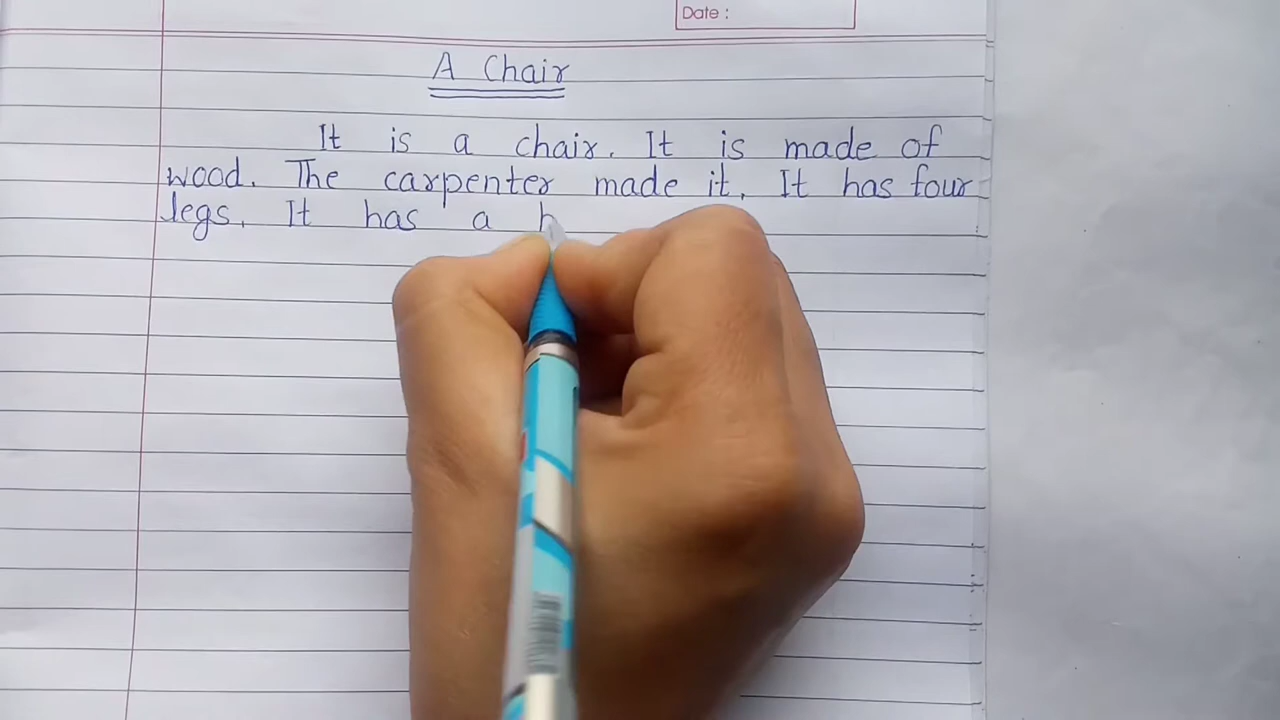 Date :
A Chair
It is a chair. It is made of
wood. The carpenter made it. It has four
legs. It has a